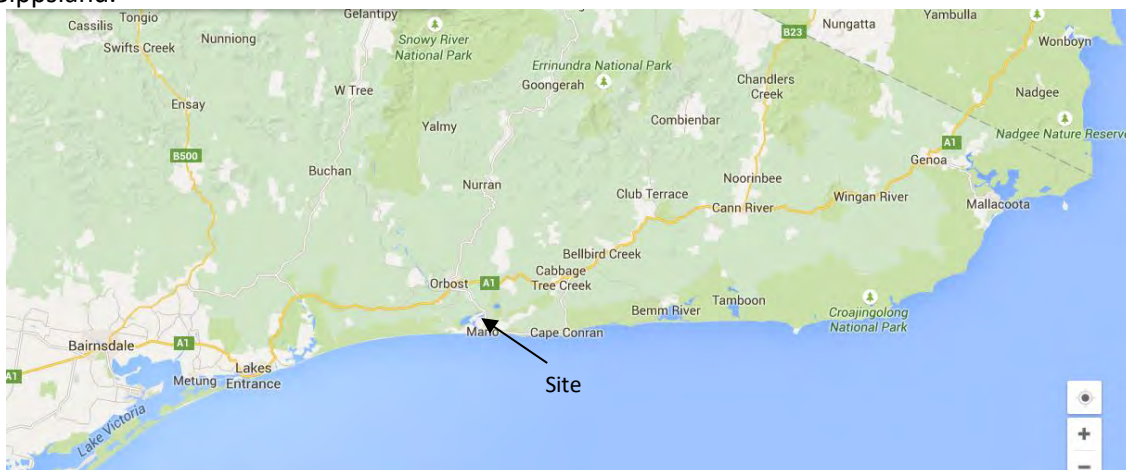 Gippsland.
Cassilis
Tongio
Swifts Creek
Nunniong
Gelantipy
Snowy River
National Park
Errinundra National Park
Goongerah
B23
Nungatta
Yambulla
Wonboyn
Ensay
W Tree
Yalmy
Chandlers
Creek
Combienbar
Nadgee
Nadgee Nature Reserve
B500
Buchan
Nurran
Club Terrace
Noorinbee
Cann River
A1
Genoa
Wingan River
Mallacoota
Bellbird Creek
Orbost
A1
Cabbage
Tree Creek
Marlo
Cape Conran
Bemm River
Tamboon
Croajingolong
National Park
Bairnsdale
A1
A1
Metung
Lakes
Entrance
Lake Victoria
Site
+
−